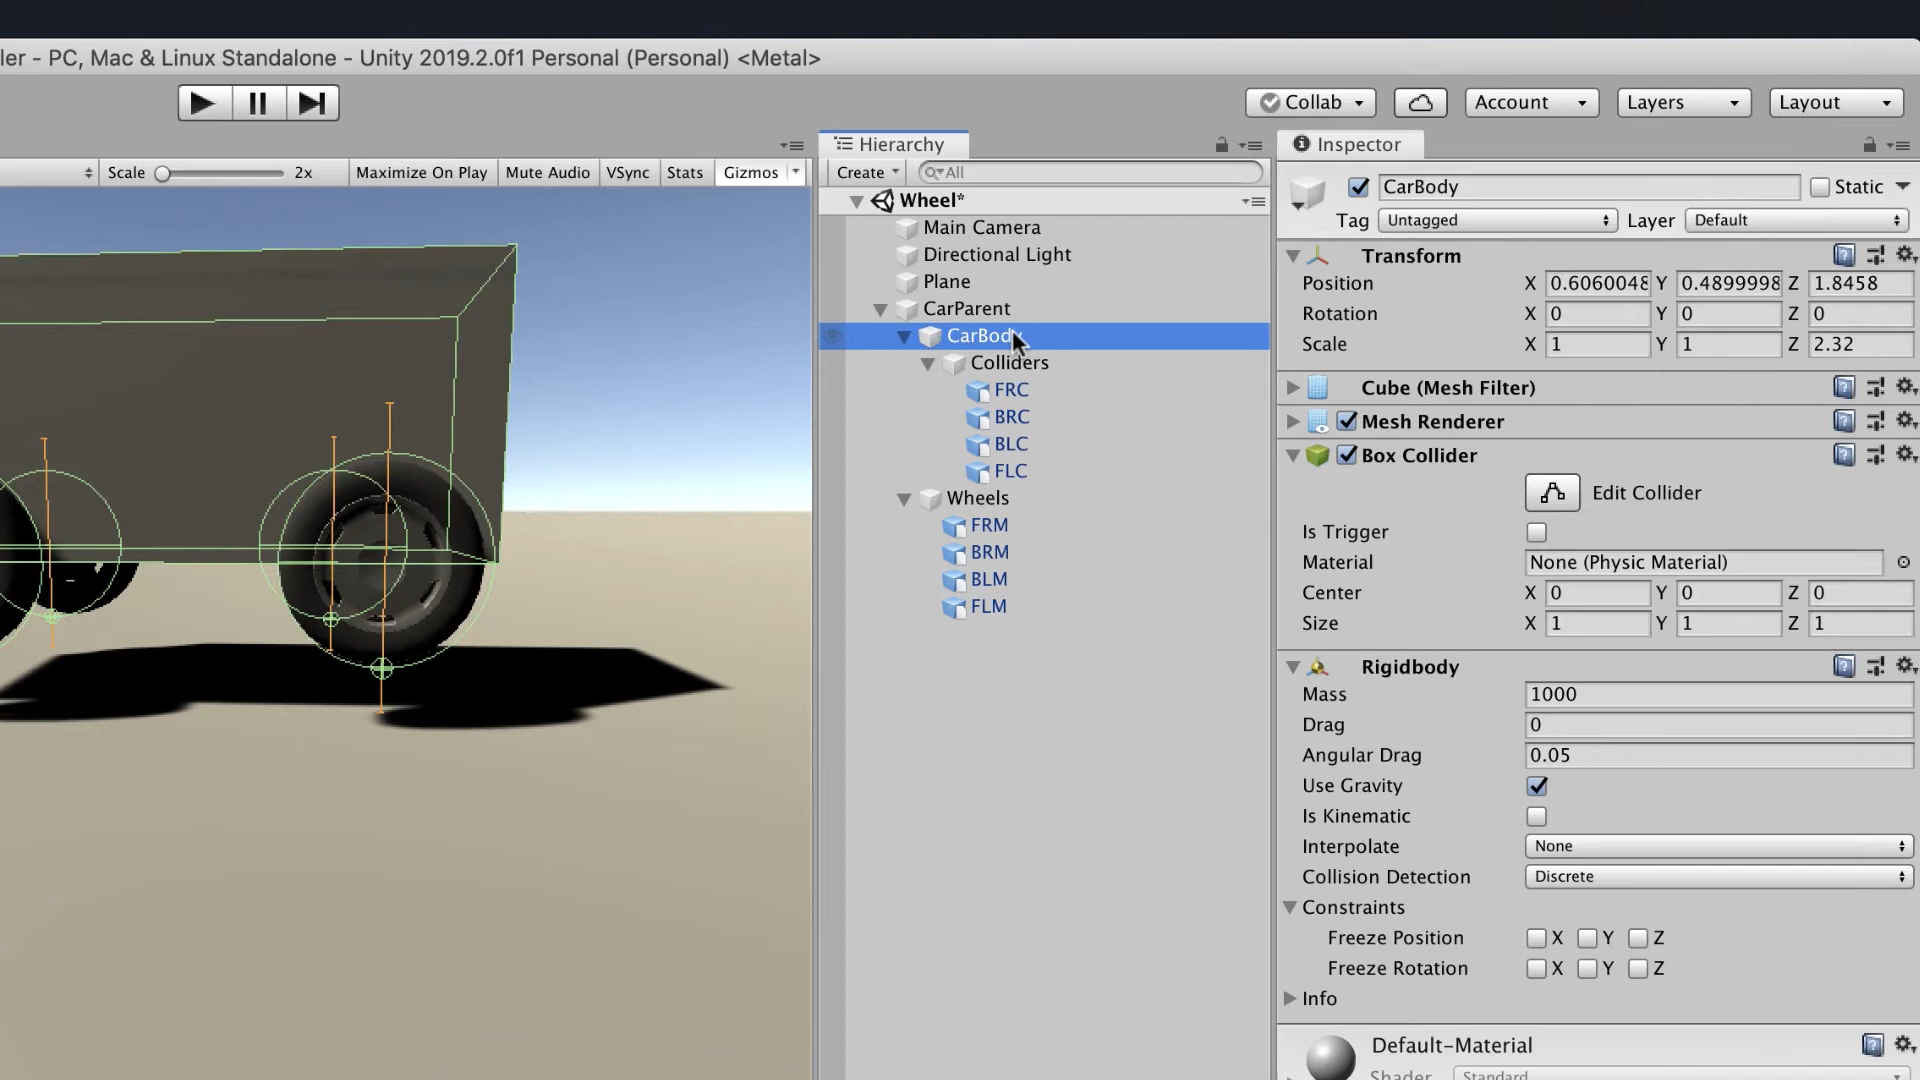 ler - PC, Mac & Linux Standalone - Unity 2019.2.0f1 Personal (Personal) <Metal>
Collab
Account
Layers
Layout
Hierarchy
Inspector
Scale 2x Maximize On Play Mute Audio VSync Stats Gizmos
Create All
Wheel*
Main Camera
Directional Light
Plane
CarParent
CarBody
Colliders
FRC
BRC
BLC
FLC
Wheels
FRM
BRM
BLM
FLM
CarBody Static
Tag Untagged Layer Default
Transform
Position X 0.6060048 Y 0.4899998 Z 1.8458
Rotation X 0 Y 0 Z 0
Scale X 1 Y 1 Z 2.32
Cube (Mesh Filter)
Mesh Renderer
Box Collider
Edit Collider
Is Trigger
Material None (Physic Material)
Center X 0 Y 0 Z 0
Size X 1 Y 1 Z 1
Rigidbody
Mass 1000
Drag 0
Angular Drag 0.05
Use Gravity
Is Kinematic
Interpolate None
Collision Detection Discrete
Constraints
Freeze Position X Y Z
Freeze Rotation X Y Z
Info
Default-Material
Shader Standard